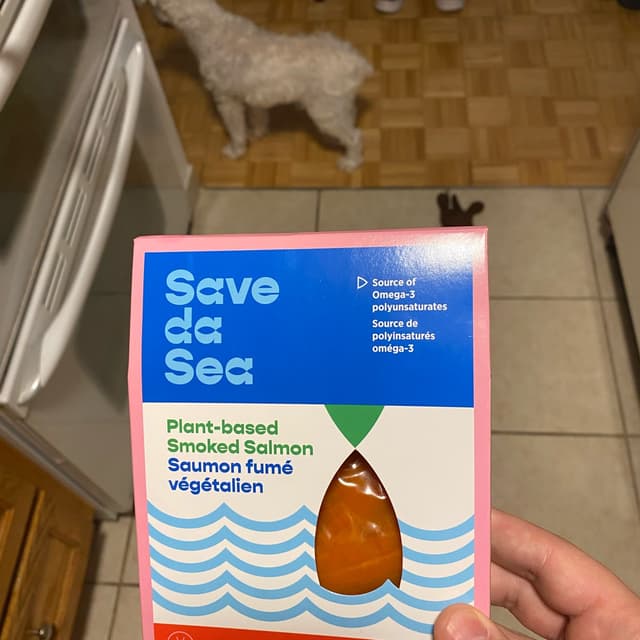 Save
da
Sea
Source of
Omega-3
polyunsaturates
Source de
polyinsaturés
oméga-3
Plant-based
Smoked Salmon
Saumon fumé
végétalien